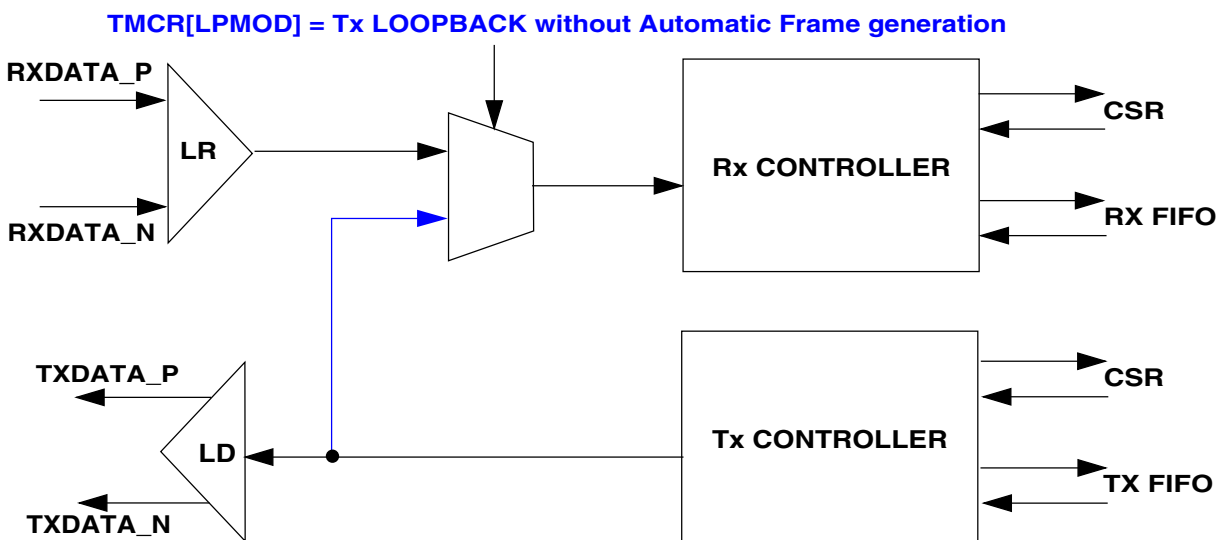 TMCR[LPMOD] = Tx LOOPBACK without Automatic Frame generation
RXDATA_P
LR
RXDATA_N
Rx CONTROLLER
CSR
RX FIFO
TXDATA_P
LD
TXDATA_N
Tx CONTROLLER
CSR
TX FIFO